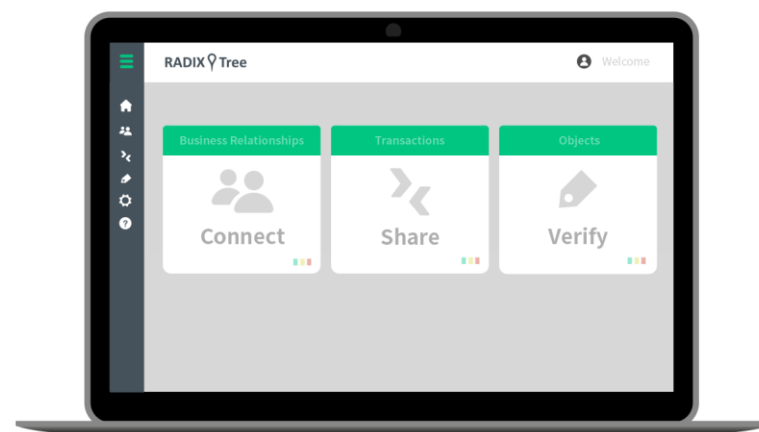 RADIX Tree
Welcome
Business Relationships
Transactions
Objects
Connect
Share
Verify